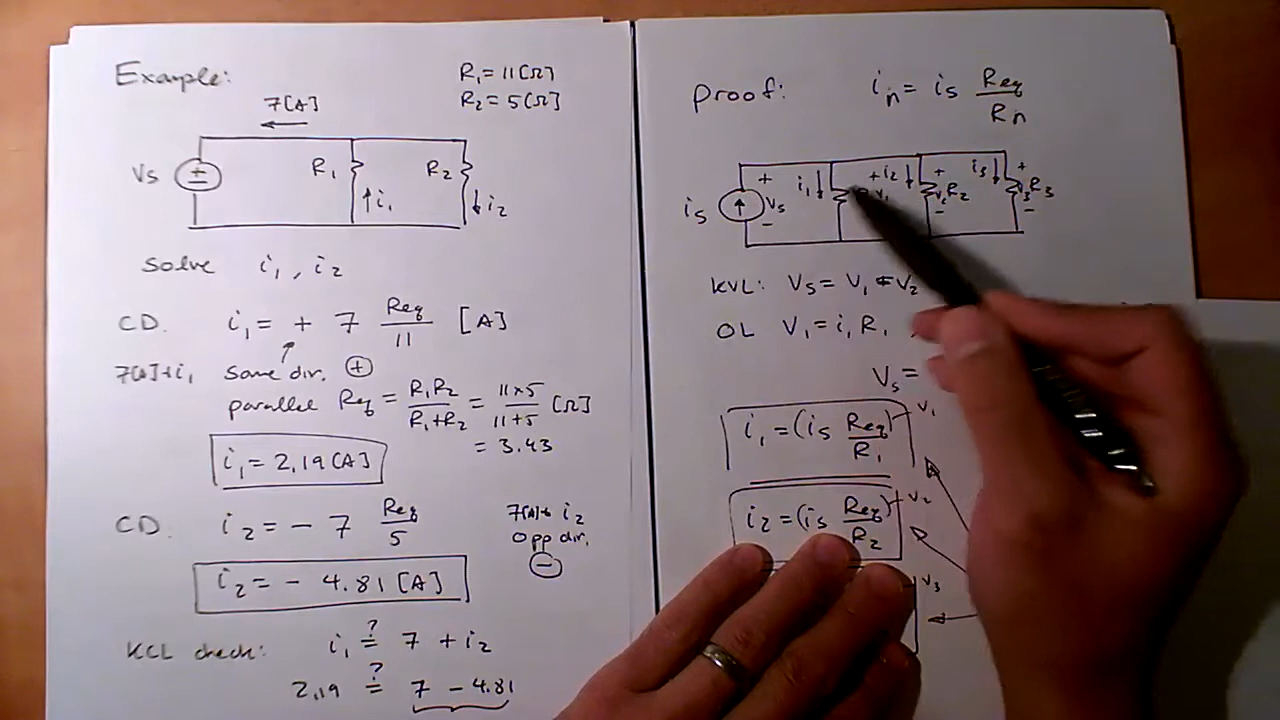 Example:
R₁ = 11 [Ω]
R₂ = 5 [Ω]
7[A]
Vs
+
−
R₁
R₂
i₁
i₂
Solve i₁, i₂
CD. i₁ = + 7 Req/11 [A]
7[A] + i₁ same dir. ⊕
parallel Req = R₁R₂/R₁+R₂ = 11×5/11+5 [Ω]
= 3.43
i₁ = 2,19 [A]
CD. i₂ = − 7 Req/5
7[A] + i₂
opp dir.
⊖
i₂ = − 4.81 [A]
KCL check: i₁ ≟ 7 + i₂
2,19 ≟ 7 − 4.81
Proof: in = is Req/Rn
is
+
Vs
−
i₁
+
V₁
i₂
+
V₂
R₂
−
i₃
+
V₃
R₃
−
KVL: Vs = V₁ = V₂
OL V₁ = i₁ R₁
Vs =
i₁ = (is Req)/R₁
V₁
i₂ = (is Req)/R₂
V₂
V₃